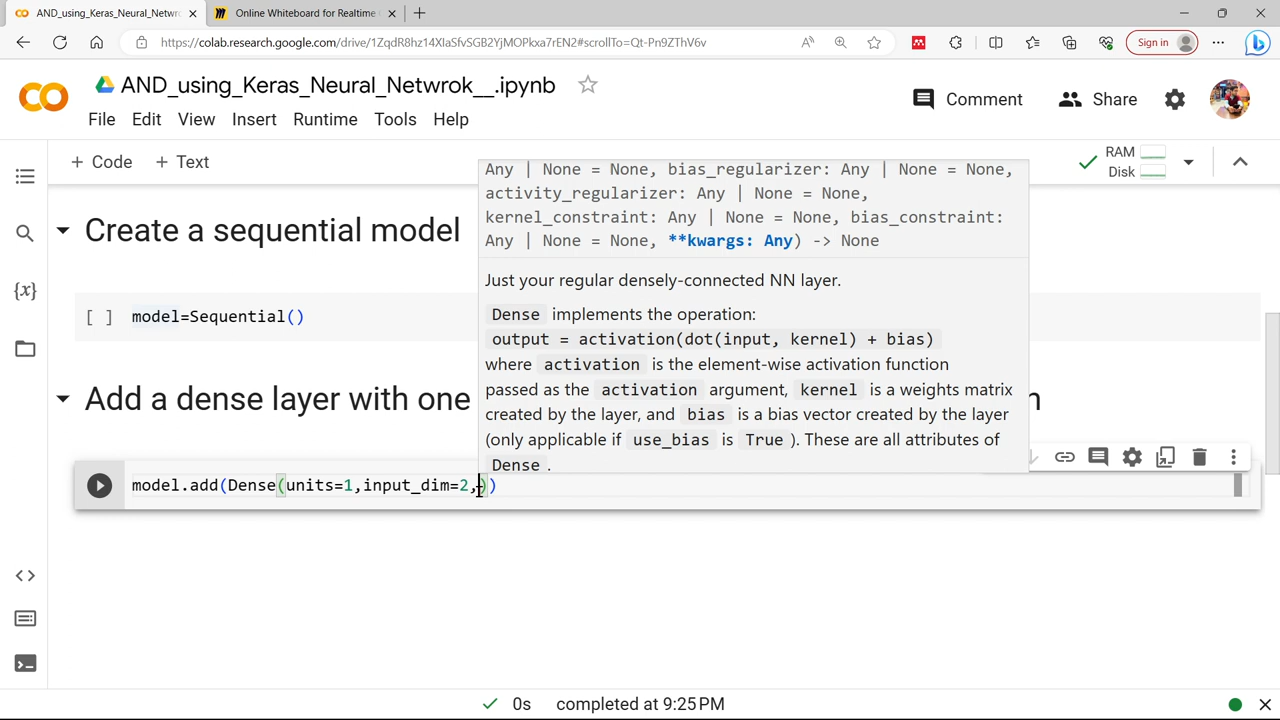 AND_using_Keras_Neural_Netwrok
Online Whiteboard for Realtime
https://colab.research.google.com/drive/1ZqdR8hz14XIaSfvSGB2YjMOPkxa7rEN2#scrollTo=Qt-Pn9ZThV6v
Sign in
AND_using_Keras_Neural_Netwrok__.ipynb
File Edit View Insert Runtime Tools Help
Comment
Share
+ Code + Text
RAM
Disk
Any | None = None, bias_regularizer: Any | None = None,
activity_regularizer: Any | None = None,
kernel_constraint: Any | None = None, bias_constraint:
Any | None = None, **kwargs: Any) -> None
Just your regular densely-connected NN layer.
Dense implements the operation:
output = activation(dot(input, kernel) + bias)
where activation is the element-wise activation function
passed as the activation argument, kernel is a weights matrix
created by the layer, and bias is a bias vector created by the layer
(only applicable if use_bias is True ). These are all attributes of
Dense .
Create a sequential model
[ ] model=Sequential()
Add a dense layer with one
model.add(Dense(units=1,input_dim=2,))
0s completed at 9:25 PM